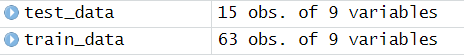 test_data 15 obs. of 9 variables
train_data 63 obs. of 9 variables